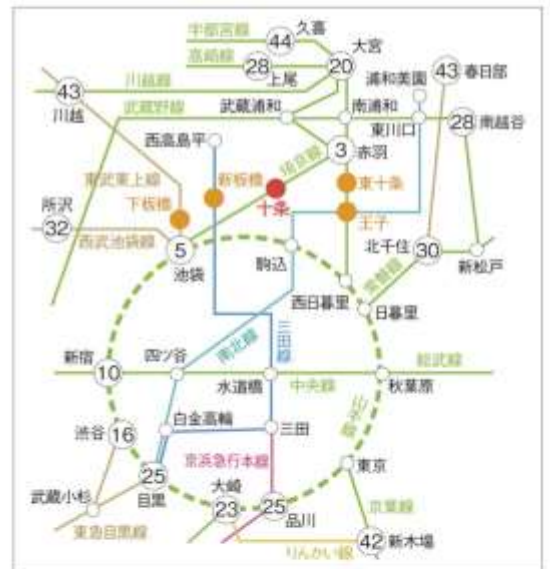 宇都宮線
44
久喜
大宮
高崎線
28
上尾
20
浦和美園
43
春日部
川越線
43
川越
武蔵野線
武蔵浦和
南浦和
東川口
28
南越谷
西高島平
3
赤羽
埼京線
東武東上線
新板橋
十条
東十条
所沢
32
下板橋
王子
西武池袋線
5
池袋
駒込
北千住
30
新松戸
常磐線
西日暮里
日暮里
三田線
南北線
新宿
10
四ツ谷
水道橋
中央線
総武線
秋葉原
山手線
渋谷
16
白金高輪
三田
京浜急行本線
東京
25
目黒
大崎
23
25
品川
京葉線
武蔵小杉
東急目黒線
りんかい線
42
新木場